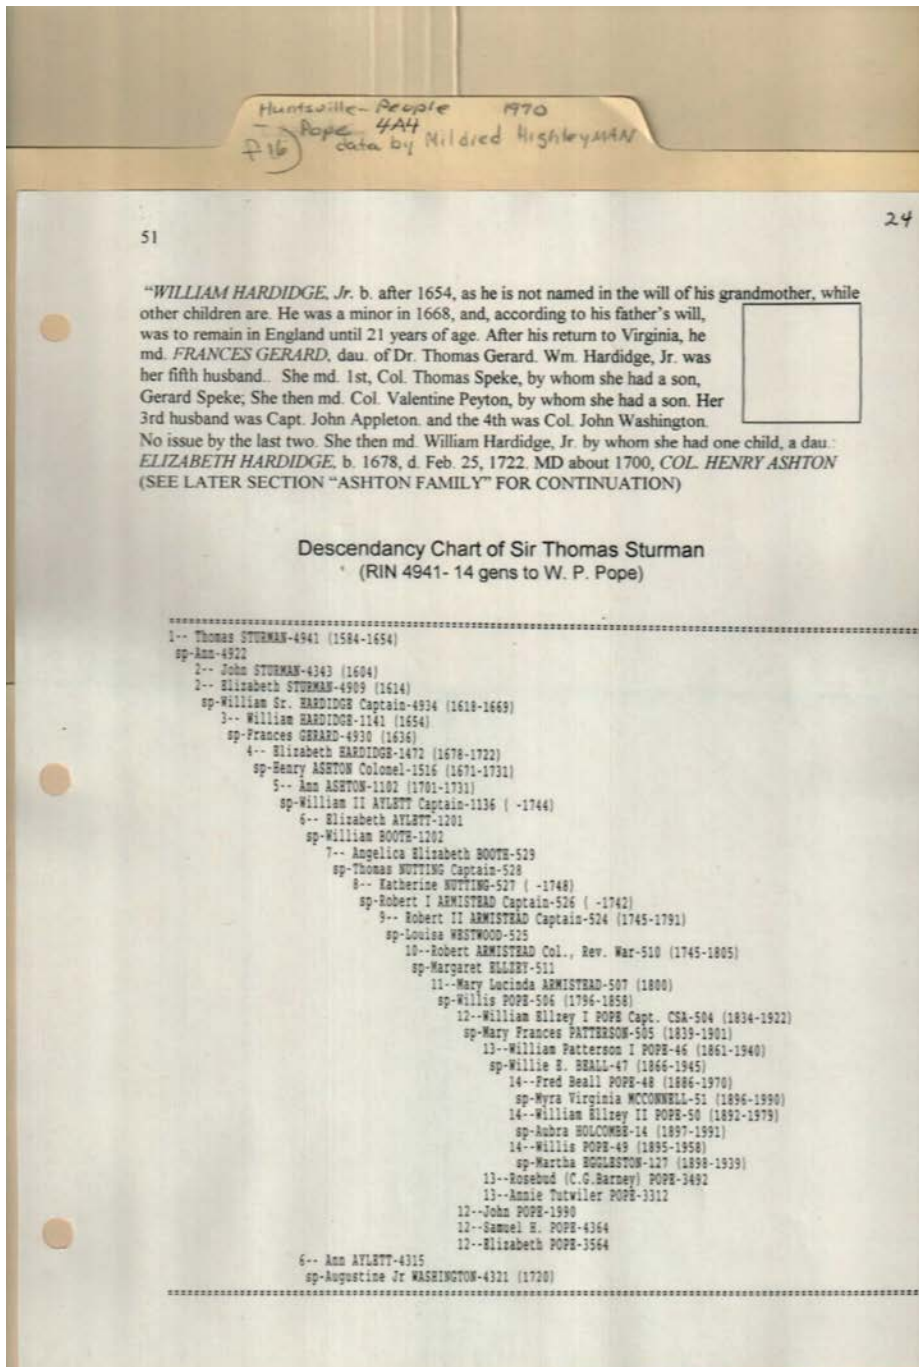 Huntsville - People 1970
- Pope 4A4
P 16) data by Mildred Highleyman
24
51
"WILLIAM HARDIDGE, Jr. b. after 1654, as he is not named in the will of his grandmother, while
other children are. He was a minor in 1668, and, according to his father's will,
was to remain in England until 21 years of age. After his return to Virginia, he
md. FRANCES GERARD, dau. of Dr. Thomas Gerard. Wm. Hardidge, Jr. was
her fifth husband.. She md. 1st, Col. Thomas Speke, by whom she had a son,
Gerard Speke; She then md. Col. Valentine Peyton, by whom she had a son. Her
3rd husband was Capt. John Appleton. and the 4th was Col. John Washington.
No issue by the last two. She then md. William Hardidge, Jr. by whom she had one child, a dau.:
ELIZABETH HARDIDGE, b. 1678, d. Feb. 25, 1722. MD about 1700, COL. HENRY ASHTON
(SEE LATER SECTION "ASHTON FAMILY" FOR CONTINUATION)
Descendancy Chart of Sir Thomas Sturman
(RIN 4941- 14 gens to W. P. Pope)
1-- Thomas STURMAN-4941 (1584-1654)
sp-Ann-4922
2-- John STURMAN-4343 (1604)
2-- Elizabeth STURMAN-4909 (1614)
sp-William Sr. HARDIDGE Captain-4934 (1618-1669)
3-- William HARDIDGE-1141 (1654)
sp-Frances GERARD-4930 (1636)
4-- Elizabeth HARDIDGE-1472 (1678-1722)
sp-Henry ASHTON Colonel-1516 (1671-1731)
5-- Ann ASHTON-1102 (1701-1731)
sp-William II AYLETT Captain-1136 ( -1744)
6-- Elizabeth AYLETT-1201
sp-William BOOTH-1202
7-- Angelica Elizabeth BOOTH-529
sp-Thomas NUTTING Captain-528
8-- Katherine NUTTING-527 ( -1748)
sp-Robert I ARMISTEAD Captain-526 ( -1742)
9-- Robert II ARMISTEAD Captain-524 (1745-1791)
sp-Louisa WESTWOOD-525
10--Robert ARMISTEAD Col., Rev. War-510 (1745-1805)
sp-Margaret ELLZEY-511
11--Mary Lucinda ARMISTEAD-507 (1800)
sp-Willis POPE-506 (1796-1858)
12--William Ellzey I POPE Capt. CSA-504 (1834-1922)
sp-Mary Frances PATTERSON-505 (1839-1901)
13--William Patterson I POPE-46 (1861-1940)
sp-Willie E. BEALL-47 (1866-1945)
14--Fred Beall POPE-48 (1886-1970)
sp-Myra Virginia MCCONNELL-51 (1896-1990)
14--William Ellzey II POPE-50 (1892-1979)
sp-Aubra HOLCOMBE-14 (1897-1991)
14--Willis POPE-49 (1895-1958)
sp-Martha EGGLESTON-127 (1898-1939)
13--Rosebud (C.G.Barney) POPE-3492
13--Annie Tutwiler POPE-3312
12--John POPE-1990
12--Samuel H. POPE-4364
12--Elizabeth POPE-3564
6-- Ann AYLETT-4315
sp-Augustine Jr WASHINGTON-4321 (1720)